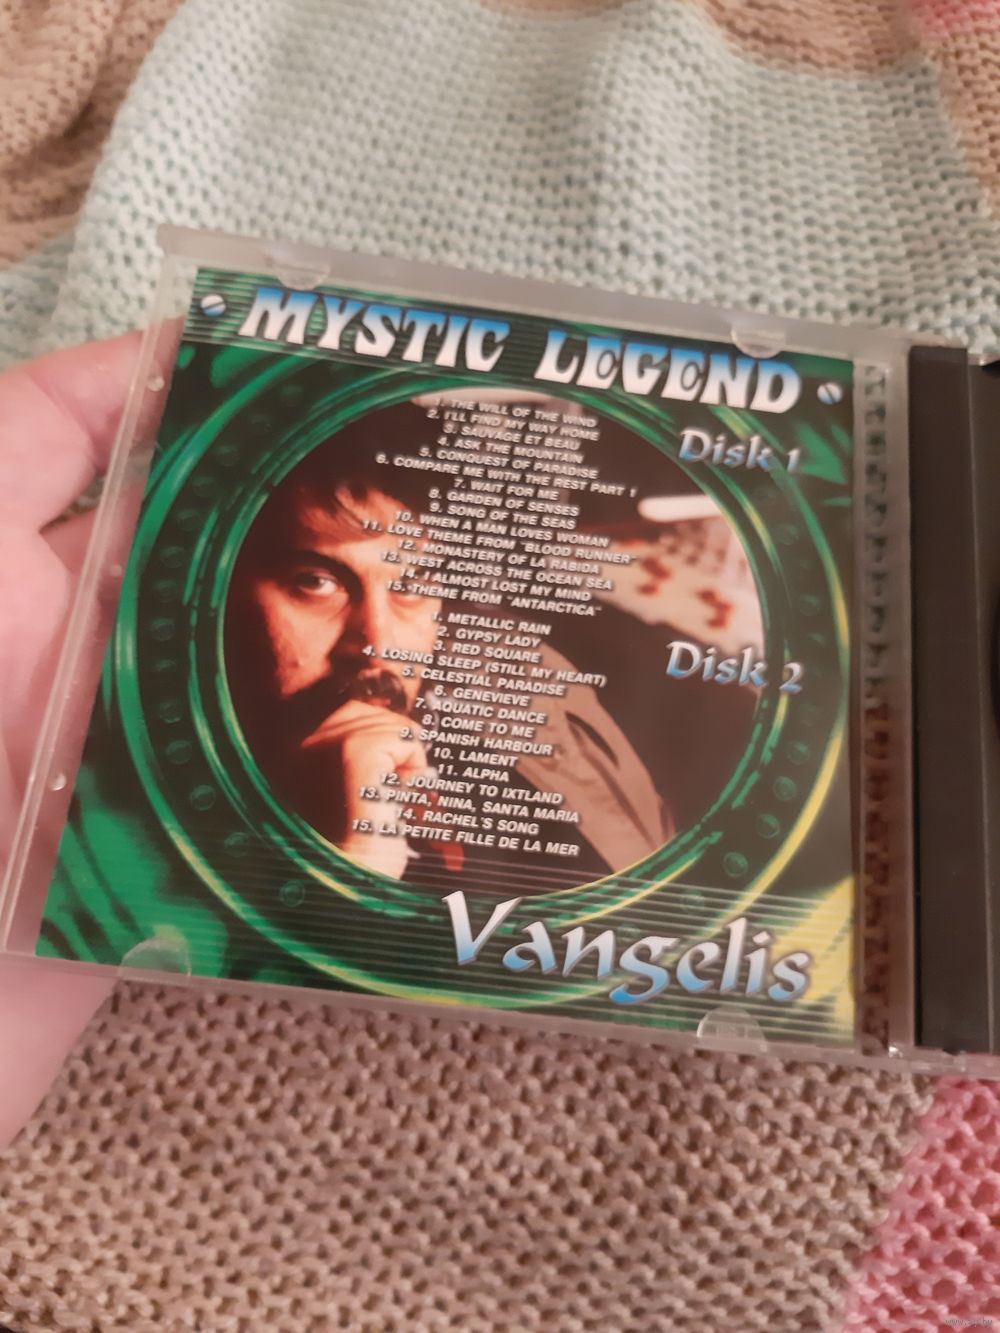 MYSTIC LEGEND
Disk 1
1. THE WILL OF THE WIND
2. I'LL FIND MY WAY HOME
3. SAUVAGE ET BEAU
4. ASK THE MOUNTAIN
5. CONQUEST OF PARADISE
6. COMPARE ME WITH THE REST PART 1
7. WAIT FOR ME
8. GARDEN OF SENSES
9. SONG OF THE SEAS
10. WHEN A MAN LOVES WOMAN
11. LOVE THEME FROM "BLOOD RUNNER"
12. MONASTERY OF LA RABIDA
13. WEST ACROSS THE OCEAN SEA
14. I ALMOST LOST MY MIND
15. THEME FROM "ANTARCTICA"
Disk 2
1. METALLIC RAIN
2. GYPSY LADY
3. RED SQUARE
4. LOSING SLEEP (STILL MY HEART)
5. CELESTIAL PARADISE
6. GENEVIEVE
7. AQUATIC DANCE
8. COME TO ME
9. SPANISH HARBOUR
10. LAMENT
11. ALPHA
12. JOURNEY TO IXTLAND
13. PINTA, NINA, SANTA MARIA
14. RACHEL'S SONG
15. LA PETITE FILLE DE LA MER
Vangelis